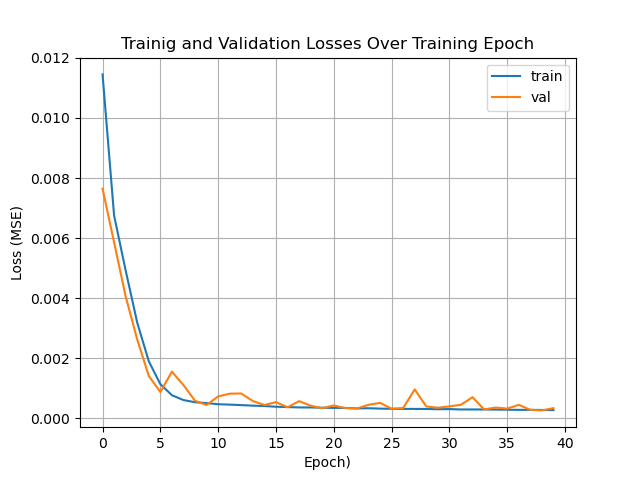 Trainig and Validation Losses Over Training Epoch
train
val
Loss (MSE)
0.012
0.010
0.008
0.006
0.004
0.002
0.000
0 5 10 15 20 25 30 35 40
Epoch)